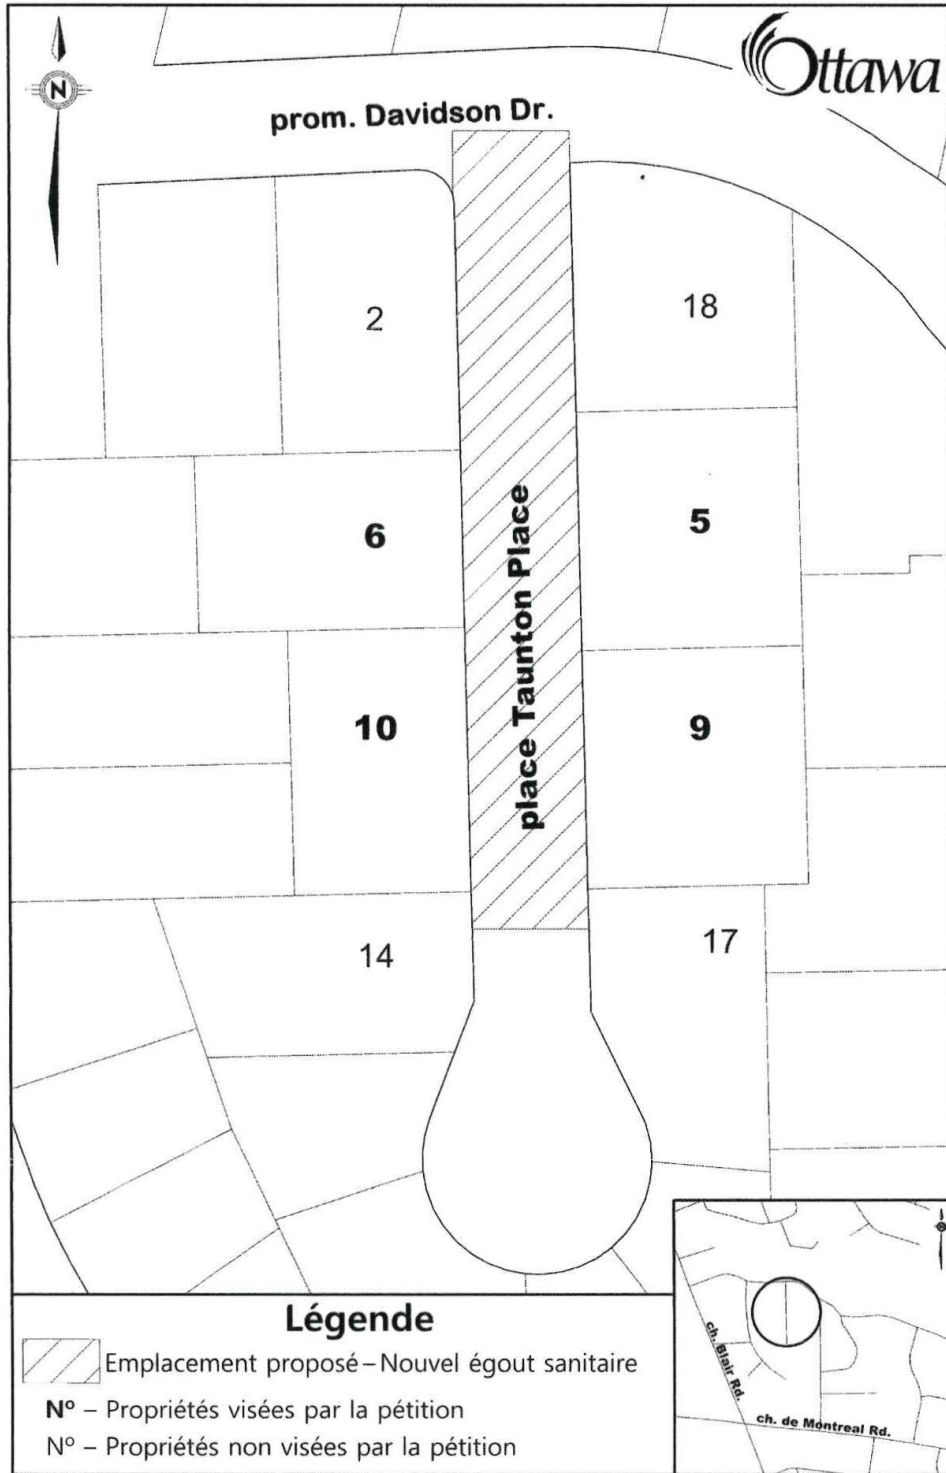 N
Ottawa
prom. Davidson Dr.
2
18
6
5
place Taunton Place
10
9
14
17
Légende
Emplacement proposé – Nouvel égout sanitaire
Nº – Propriétés visées par la pétition
Nº – Propriétés non visées par la pétition
ch. Blair Rd.
ch. de Montreal Rd.